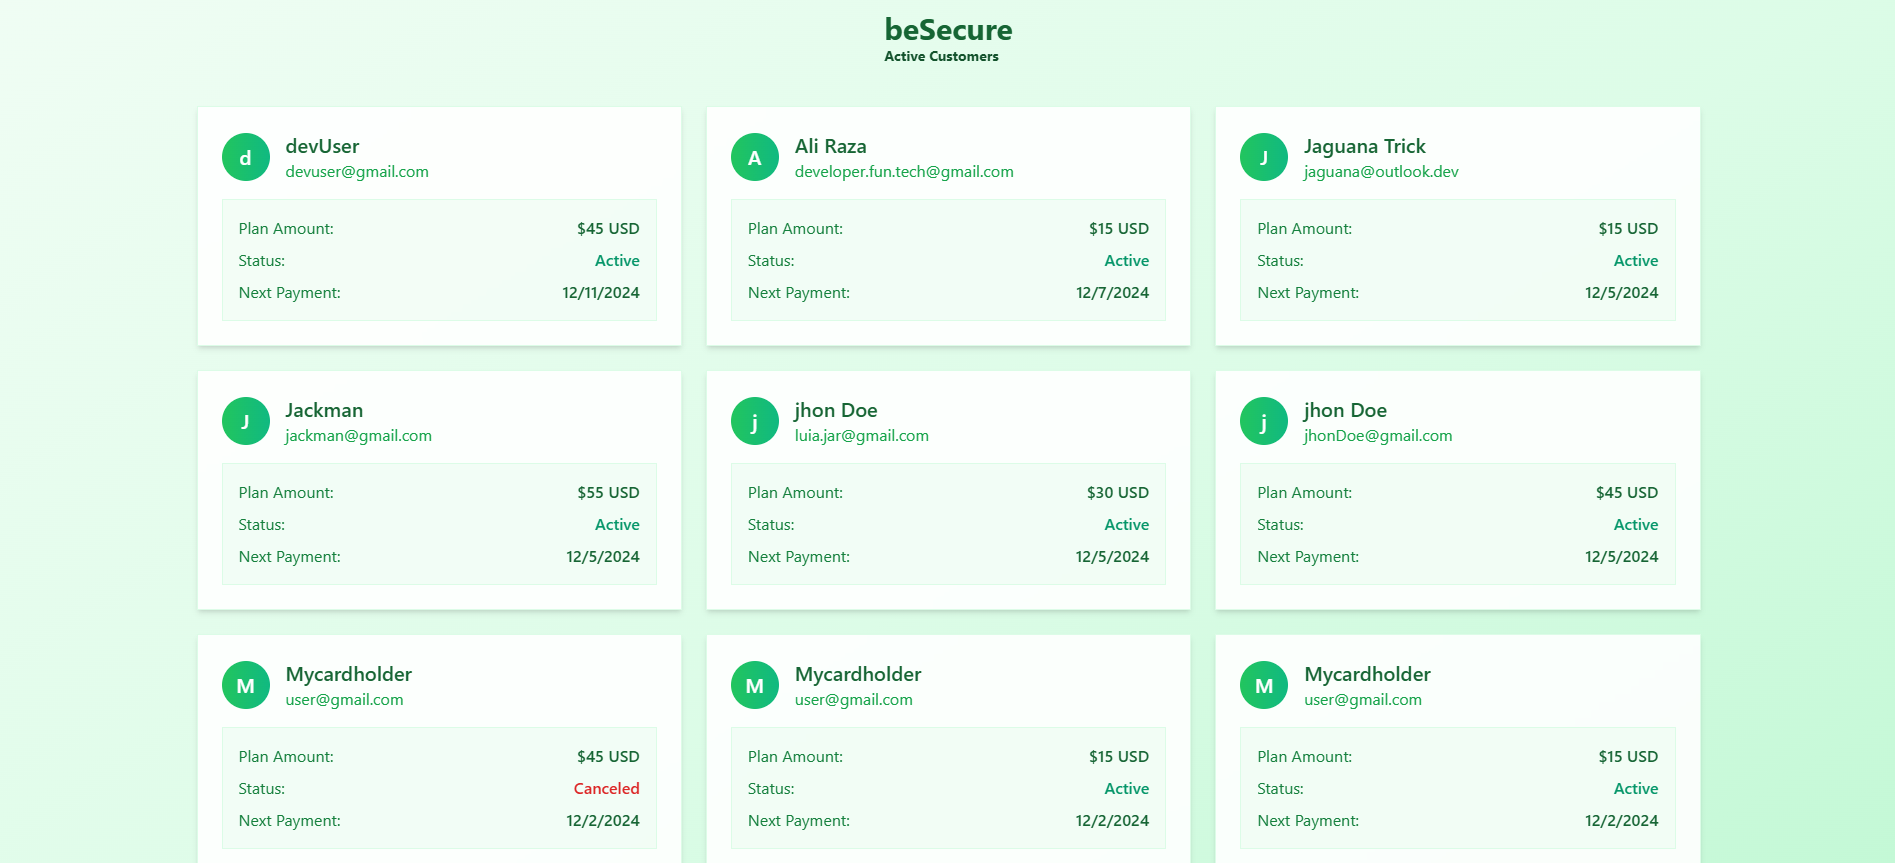 beSecure
Active Customers
d
devUser
devuser@gmail.com
Plan Amount: $45 USD
Status: Active
Next Payment: 12/11/2024
A
Ali Raza
developer.fun.tech@gmail.com
Plan Amount: $15 USD
Status: Active
Next Payment: 12/7/2024
J
Jaguana Trick
jaguana@outlook.dev
Plan Amount: $15 USD
Status: Active
Next Payment: 12/5/2024
J
Jackman
jackman@gmail.com
Plan Amount: $55 USD
Status: Active
Next Payment: 12/5/2024
j
jhon Doe
luia.jar@gmail.com
Plan Amount: $30 USD
Status: Active
Next Payment: 12/5/2024
j
jhon Doe
jhonDoe@gmail.com
Plan Amount: $45 USD
Status: Active
Next Payment: 12/5/2024
M
Mycardholder
user@gmail.com
Plan Amount: $45 USD
Status: Canceled
Next Payment: 12/2/2024
M
Mycardholder
user@gmail.com
Plan Amount: $15 USD
Status: Active
Next Payment: 12/2/2024
M
Mycardholder
user@gmail.com
Plan Amount: $15 USD
Status: Active
Next Payment: 12/2/2024